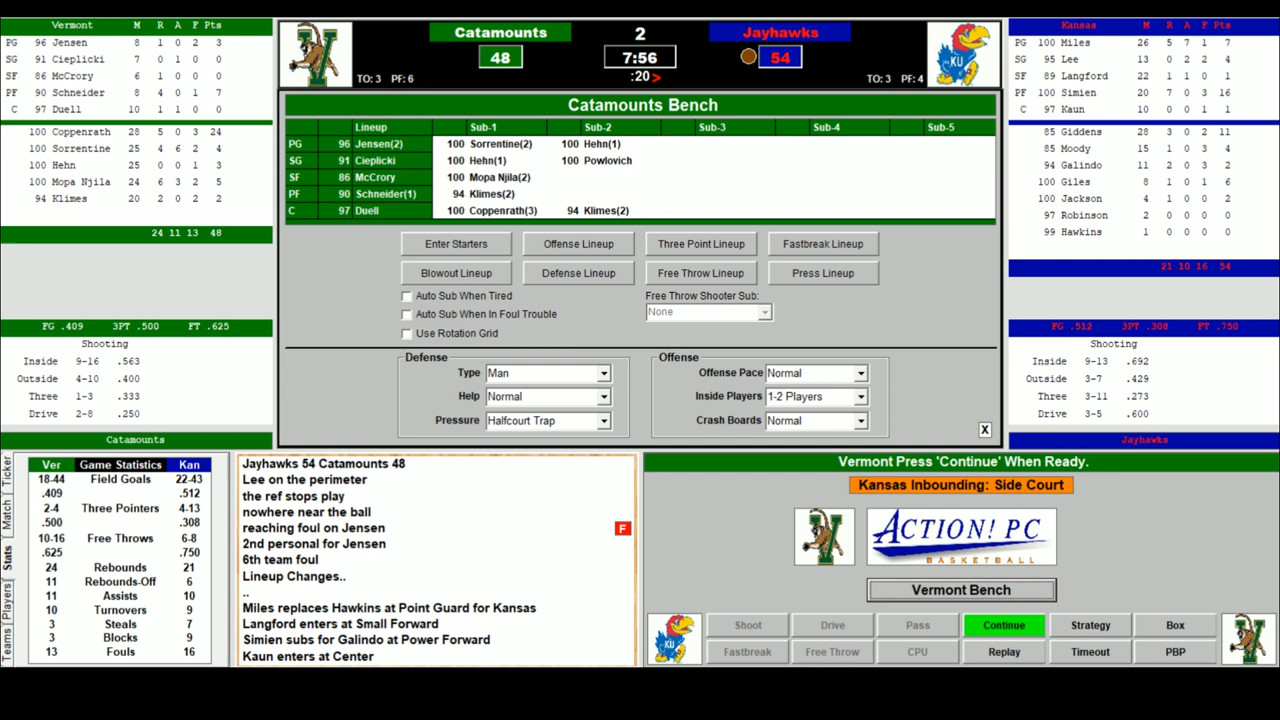 Vermont M R A F Pts
PG 96 Jensen 8 1 0 2 3
SG 91 Cieplicki 7 0 1 0 0
SF 86 McCrory 6 1 0 0 0
PF 90 Schneider 8 4 0 1 7
C 97 Duell 10 1 1 0 0
100 Coppenrath 28 5 0 3 24
100 Sorrentine 25 4 6 2 4
100 Hehn 25 0 0 1 3
100 Mopa Njila 24 6 3 2 5
94 Klimes 20 2 0 2 2
24 11 13 48
FG .409 3PT .500 FT .625
Shooting
Inside 9-16 .563
Outside 4-10 .400
Three 1-3 .333
Drive 2-8 .250
Catamounts
Catamounts
48
TO: 3 PF: 6
2
7:56
:20 >
Jayhawks
54
TO: 3 PF: 4
KU
Catamounts Bench
Lineup Sub-1 Sub-2 Sub-3 Sub-4 Sub-5
PG 96 Jensen(2) 100 Sorrentine(2) 100 Hehn(1)
SG 91 Cieplicki 100 Hehn(1) 100 Powlovich
SF 86 McCrory 100 Mopa Njila(2)
PF 90 Schneider(1) 94 Klimes(2)
C 97 Duell 100 Coppenrath(3) 94 Klimes(2)
Enter Starters Offense Lineup Three Point Lineup Fastbreak Lineup
Blowout Lineup Defense Lineup Free Throw Lineup Press Lineup
Auto Sub When Tired
Auto Sub When In Foul Trouble
Use Rotation Grid
Free Throw Shooter Sub:
None
Defense
Type Man
Help Normal
Pressure Halfcourt Trap
Offense
Offense Pace Normal
Inside Players 1-2 Players
Crash Boards Normal
X
Kansas M R A F Pts
PG 100 Miles 26 5 7 1 7
SG 95 Lee 13 0 2 2 4
SF 89 Langford 22 1 1 0 1
PF 100 Simien 20 7 0 3 16
C 97 Kaun 10 0 0 1 1
85 Giddens 28 3 0 2 11
85 Moody 15 1 0 3 4
94 Galindo 11 2 0 3 2
100 Giles 8 1 0 1 6
100 Jackson 4 1 0 0 2
97 Robinson 2 0 0 0 0
99 Hawkins 1 0 0 0 0
21 10 16 54
FG .512 3PT .308 FT .750
Shooting
Inside 9-13 .692
Outside 3-7 .429
Three 3-11 .273
Drive 3-5 .600
Jayhawks
Ticker
Match
Stats
Players
Teams
Ver Game Statistics Kan
18-44 Field Goals 22-43
.409 .512
2-4 Three Pointers 4-13
.500 .308
10-16 Free Throws 6-8
.625 .750
24 Rebounds 21
11 Rebounds-Off 6
11 Assists 10
10 Turnovers 9
3 Steals 7
3 Blocks 9
13 Fouls 16
Jayhawks 54 Catamounts 48
Lee on the perimeter
the ref stops play
nowhere near the ball
reaching foul on Jensen
2nd personal for Jensen
6th team foul
Lineup Changes..
..
Miles replaces Hawkins at Point Guard for Kansas
Langford enters at Small Forward
Simien subs for Galindo at Power Forward
Kaun enters at Center
F
Vermont Press 'Continue' When Ready.
Kansas Inbounding: Side Court
ACTION! PC
BASKETBALL
Vermont Bench
Shoot Drive Pass Continue Strategy Box
Fastbreak Free Throw CPU Replay Timeout PBP